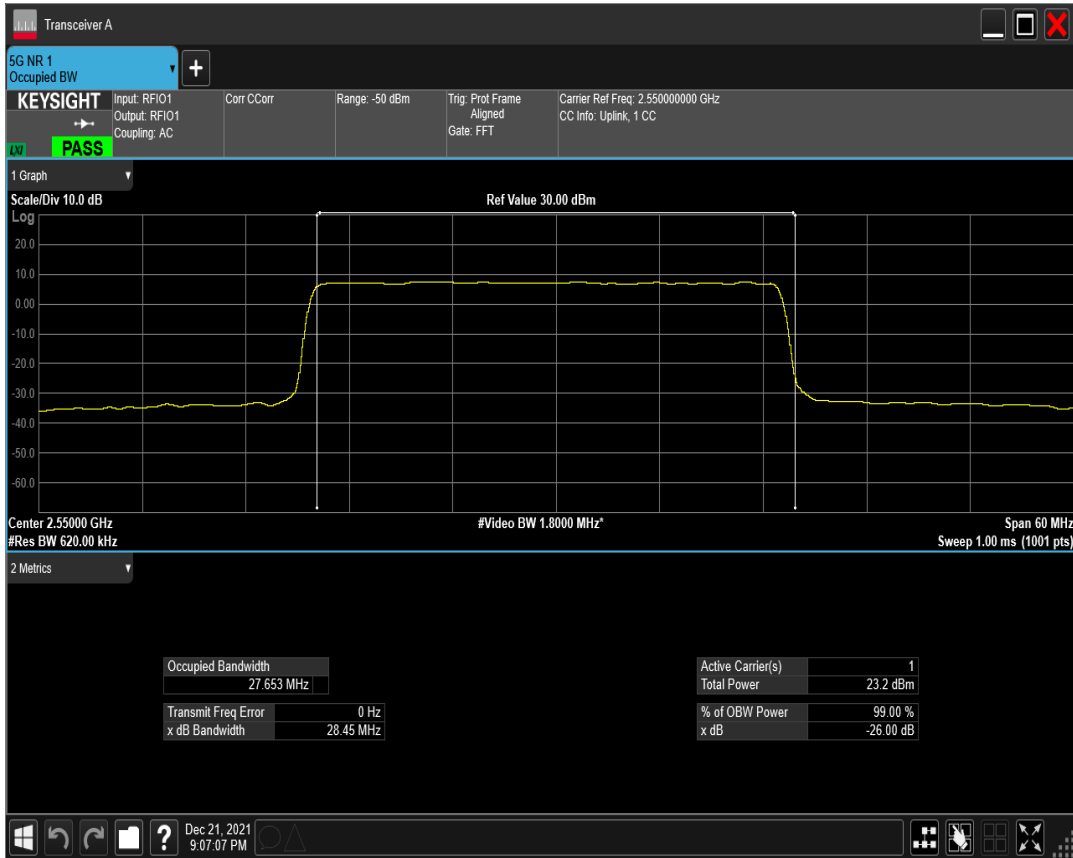 Transceiver A
5G NR 1
Occupied BW
+
KEYSIGHT
LXI
PASS
Input: RFIO1
Output: RFIO1
Coupling: AC
Corr CCorr
Range: -50 dBm
Trig: Prot Frame
Aligned
Gate: FFT
Carrier Ref Freq: 2.550000000 GHz
CC Info: Uplink, 1 CC
1 Graph
Scale/Div 10.0 dB
Ref Value 30.00 dBm
Log
20.0
10.0
0.00
-10.0
-20.0
-30.0
-40.0
-50.0
-60.0
Center 2.55000 GHz
#Video BW 1.8000 MHz*
Span 60 MHz
#Res BW 620.00 kHz
Sweep 1.00 ms (1001 pts)
2 Metrics
Occupied Bandwidth
27.653 MHz
Transmit Freq Error 0 Hz
x dB Bandwidth 28.45 MHz
Active Carrier(s) 1
Total Power 23.2 dBm
% of OBW Power 99.00 %
x dB -26.00 dB
?
Dec 21, 2021
9:07:07 PM